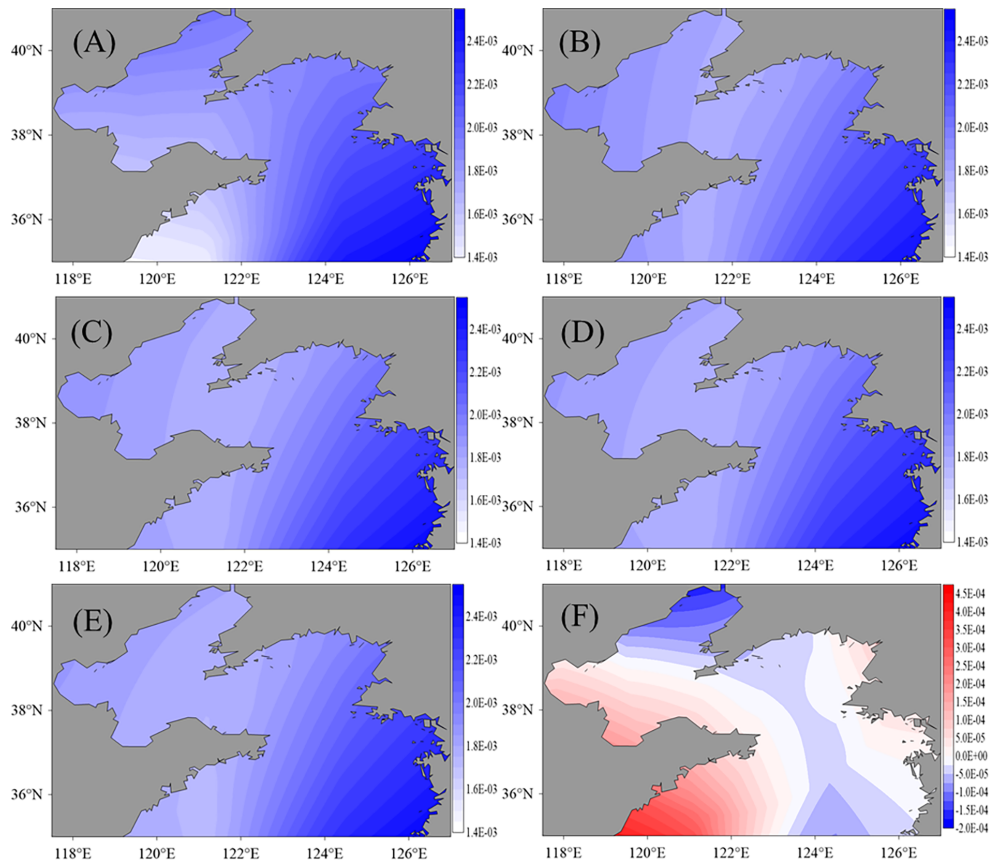 (A)
40°N
38°N
36°N
118°E 120°E 122°E 124°E 126°E
2.4E-03
2.2E-03
2.0E-03
1.8E-03
1.6E-03
1.4E-03
(B)
40°N
38°N
36°N
118°E 120°E 122°E 124°E 126°E
2.4E-03
2.2E-03
2.0E-03
1.8E-03
1.6E-03
1.4E-03
(C)
40°N
38°N
36°N
118°E 120°E 122°E 124°E 126°E
2.4E-03
2.2E-03
2.0E-03
1.8E-03
1.6E-03
1.4E-03
(D)
40°N
38°N
36°N
118°E 120°E 122°E 124°E 126°E
2.4E-03
2.2E-03
2.0E-03
1.8E-03
1.6E-03
1.4E-03
(E)
40°N
38°N
36°N
118°E 120°E 122°E 124°E 126°E
2.4E-03
2.2E-03
2.0E-03
1.8E-03
1.6E-03
1.4E-03
(F)
40°N
38°N
36°N
118°E 120°E 122°E 124°E 126°E
4.5E-04
4.0E-04
3.5E-04
3.0E-04
2.5E-04
2.0E-04
1.5E-04
1.0E-04
5.0E-05
0.0E+00
-5.0E-05
-1.0E-04
-1.5E-04
-2.0E-04